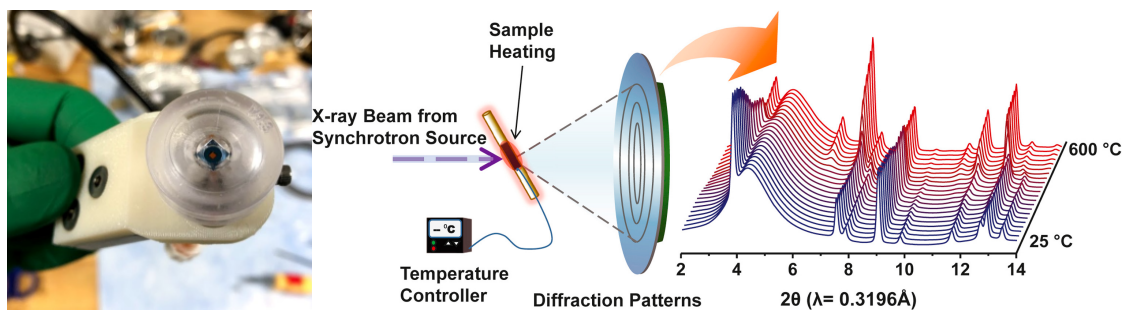 Sample
Heating
X-ray Beam from
Synchrotron Source
– °C
Temperature
Controller
Diffraction Patterns
600 °C
25 °C
2 4 6 8 10 12 14
2θ (λ= 0.3196Å)